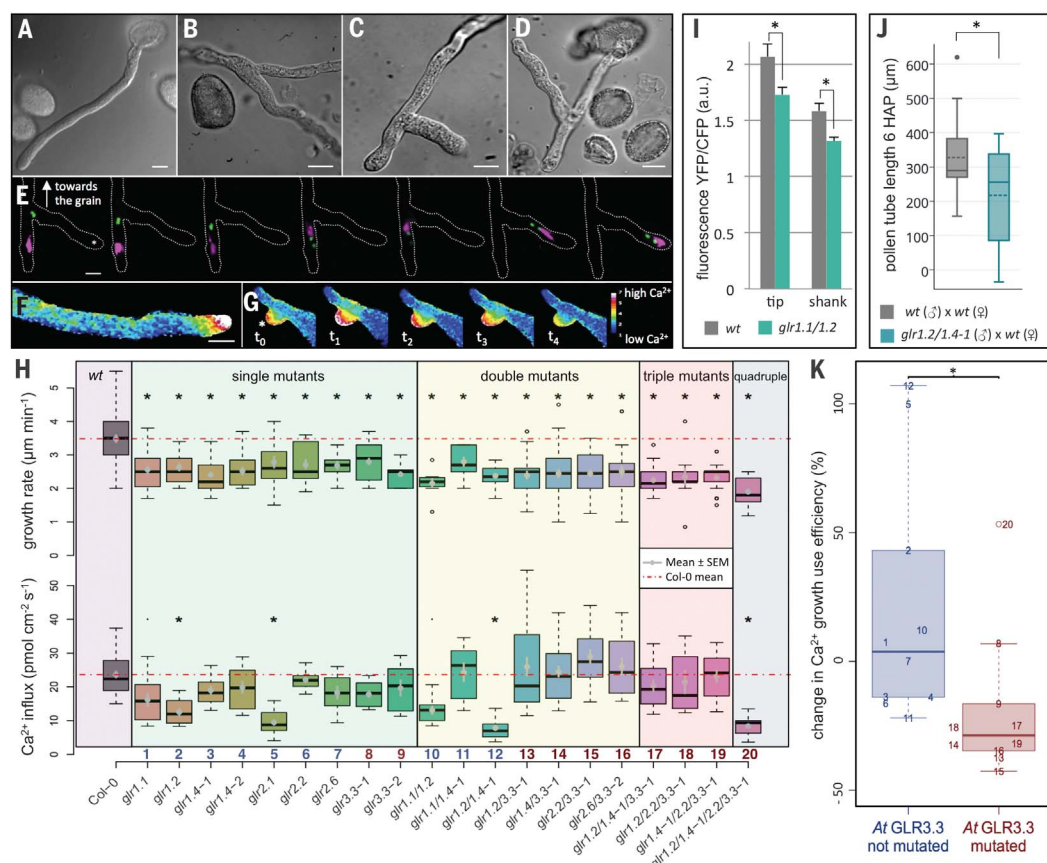 A
B
C
D
E
towards
the grain
*
F
G
high Ca²⁺
low Ca²⁺
*
t₀
t₁
t₂
t₃
t₄
I
fluorescence YFP/CFP (a.u.)
2
1.5
1
0.5
0
*
*
tip
shank
wt
glr1.1/1.2
J
pollen tube length 6 HAP (µm)
600
500
400
300
200
100
0
*
wt (♂) x wt (♀)
glr1.2/1.4-1 (♂) x wt (♀)
H
wt
single mutants
double mutants
triple mutants
quadruple
growth rate (µm min⁻¹)
5
4
3
2
1
0
* * * * * * * * * * * * * * * * * * * *
Mean ± SEM
Col-0 mean
Ca²⁺ influx (pmol cm⁻² s⁻¹)
50
40
30
20
10
0
* * * *
1 2 3 4 5 6 7 8 9 10 11 12 13 14 15 16 17 18 19 20
Col–0
glr1.1
glr1.2
glr1.4–1
glr1.4–2
glr2.1
glr2.2
glr2.6
glr3.3–1
glr3.3–2
glr1.1/1.2
glr1.1/1.4–1
glr1.2/1.4–1
glr1.2/3.3–1
glr1.4/3.3–1
glr2.2/3.3–1
glr2.6/3.3–2
glr1.2/1.4–1/3.3–1
glr1.2/2.2/3.3–1
glr1.4–1/2.2/3.3–1
glr1.2/1.4–1/2.2/3.3–1
K
change in Ca²⁺ growth use efficiency (%)
100
50
0
- 50
*
12
5
2
10
1
7
3
4
11
20
8
9
18
17
14
19
16
13
15
At GLR3.3
not mutated
At GLR3.3
mutated